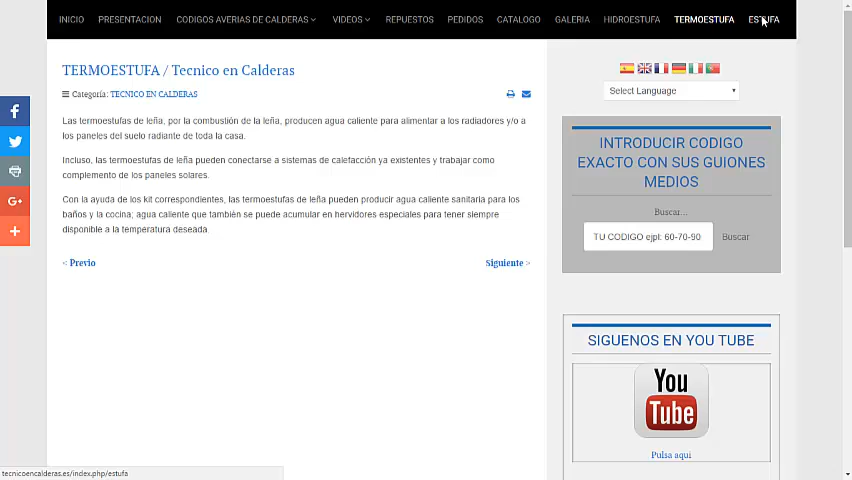 INICIO PRESENTACION CODIGOS AVERIAS DE CALDERAS VIDEOS REPUESTOS PEDIDOS CATALOGO GALERIA HIDROESTUFA TERMOESTUFA ESTUFA
TERMOESTUFA / Tecnico en Calderas
Categoría: TECNICO EN CALDERAS
Las termoestufas de leña, por la combustión de la leña, producen agua caliente para alimentar a los radiadores y/o a
los paneles del suelo radiante de toda la casa.
Incluso, las termoestufas de leña pueden conectarse a sistemas de calefacción ya existentes y trabajar como
complemento de los paneles solares.
Con la ayuda de los kit correspondientes, las termoestufas de leña pueden producir agua caliente sanitaria para los
baños y la cocina; agua caliente que también se puede acumular en hervidores especiales para tener siempre
disponible a la temperatura deseada.
< Previo
Siguiente >
Select Language
INTRODUCIR CODIGO
EXACTO CON SUS GUIONES
MEDIOS
Buscar...
TU CODIGO ejpl: 60-70-90 Buscar
SIGUENOS EN YOU TUBE
You
Tube
Pulsa aqui
tecnicoencalderas.es/index.php/estufa